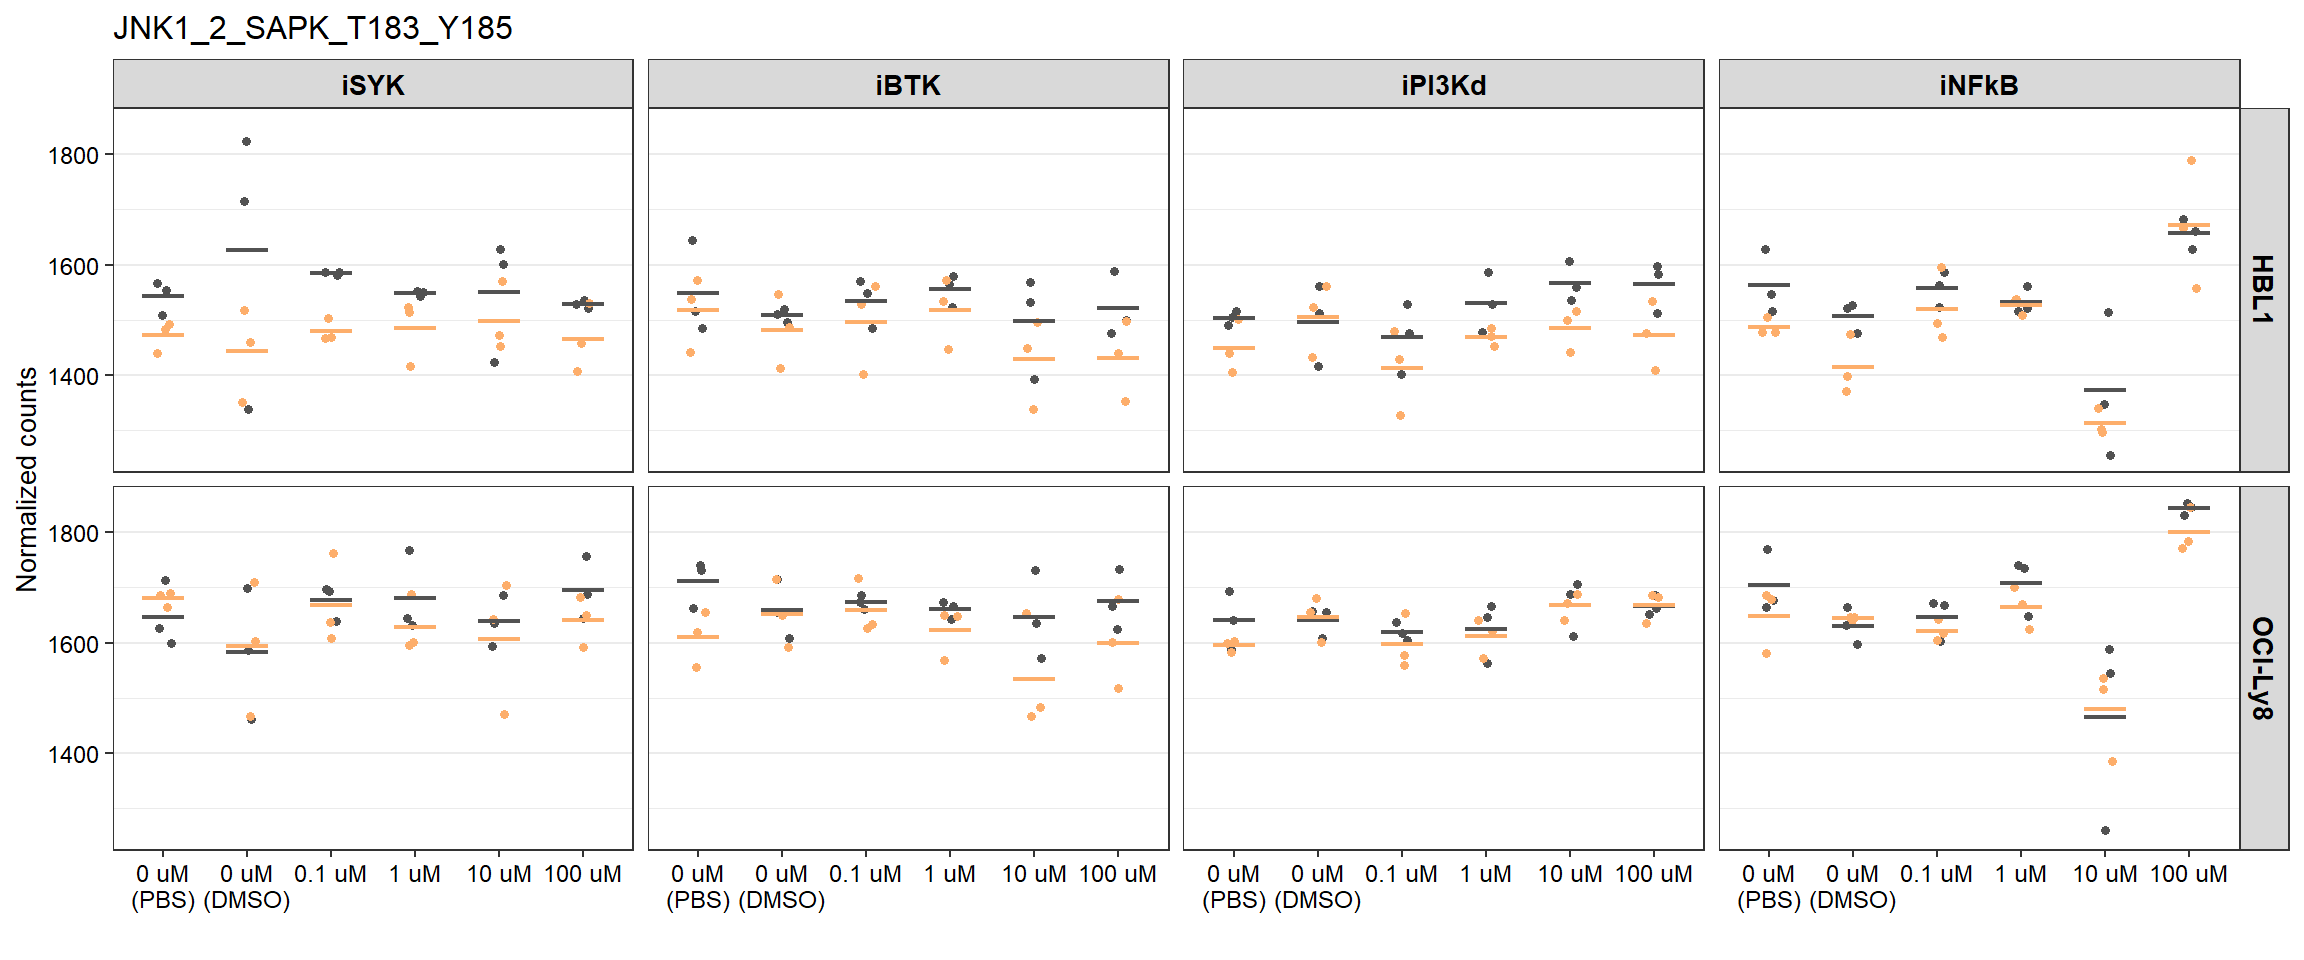 JNK1_2_SAPK_T183_Y185
iSYK iBTK iPI3Kd iNFkB
Normalized counts
1800
1600
1400
HBL1
1800
1600
1400
OCI-Ly8
0 uM 0 uM 0.1 uM 1 uM 10 uM 100 uM 0 uM 0 uM 0.1 uM 1 uM 10 uM 100 uM 0 uM 0 uM 0.1 uM 1 uM 10 uM 100 uM 0 uM 0 uM 0.1 uM 1 uM 10 uM 100 uM
(PBS) (DMSO) (PBS) (DMSO) (PBS) (DMSO) (PBS) (DMSO)